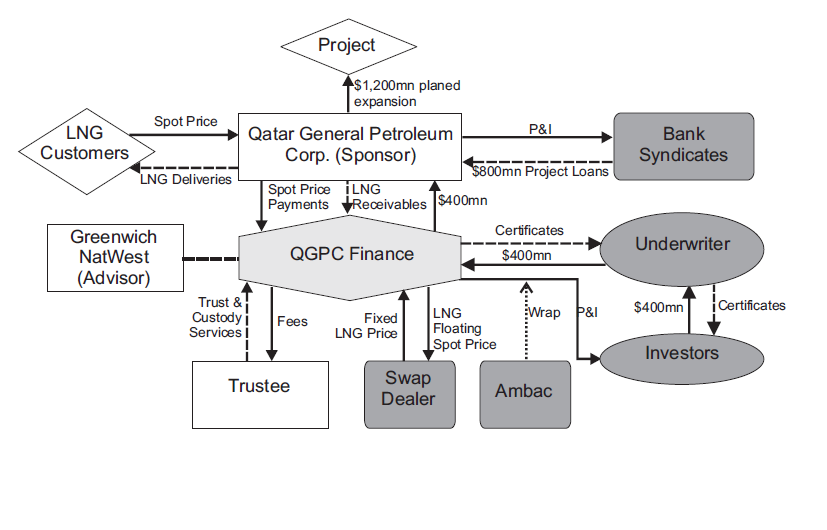 Project
$1,200mn planed
expansion
LNG
Customers
Spot Price
LNG Deliveries
Qatar General Petroleum
Corp. (Sponsor)
P&I
$800mn Project Loans
Bank
Syndicates
Spot Price
Payments
LNG
Receivables
$400mn
Greenwich
NatWest
(Advisor)
QGPC Finance
Certificates
$400mn
Underwriter
Trust &
Custody
Services
Fees
Fixed
LNG Price
LNG
Floating
Spot Price
Wrap
P&I
$400mn
Certificates
Investors
Trustee
Swap
Dealer
Ambac